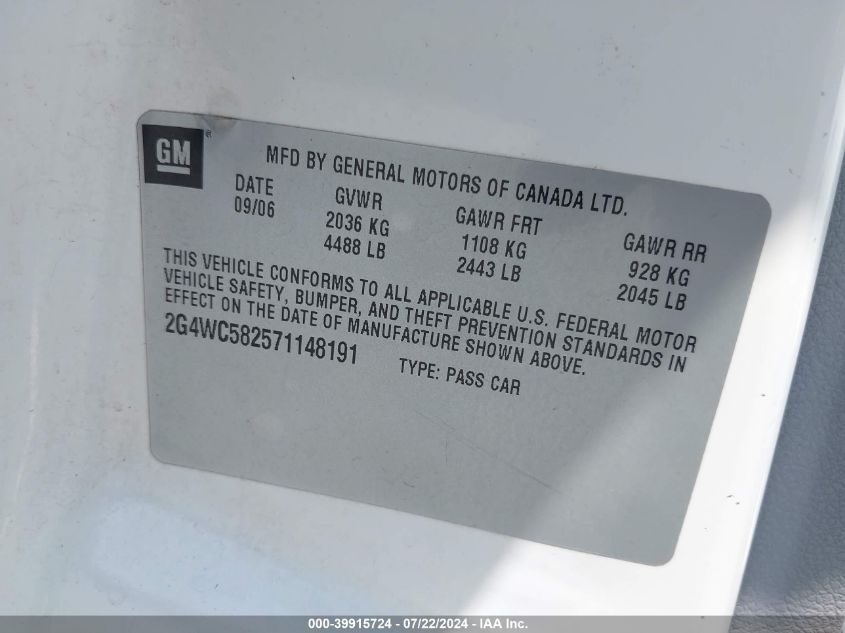 GM
MFD BY GENERAL MOTORS OF CANADA LTD.
DATE GVWR GAWR FRT GAWR RR
09/06 2036 KG 1108 KG 928 KG
4488 LB 2443 LB 2045 LB
THIS VEHICLE CONFORMS TO ALL APPLICABLE U.S. FEDERAL MOTOR
VEHICLE SAFETY, BUMPER, AND THEFT PREVENTION STANDARDS IN
EFFECT ON THE DATE OF MANUFACTURE SHOWN ABOVE.
2G4WC582571148191 TYPE: PASS CAR
000-39915724 - 07/22/2024 - IAA Inc.